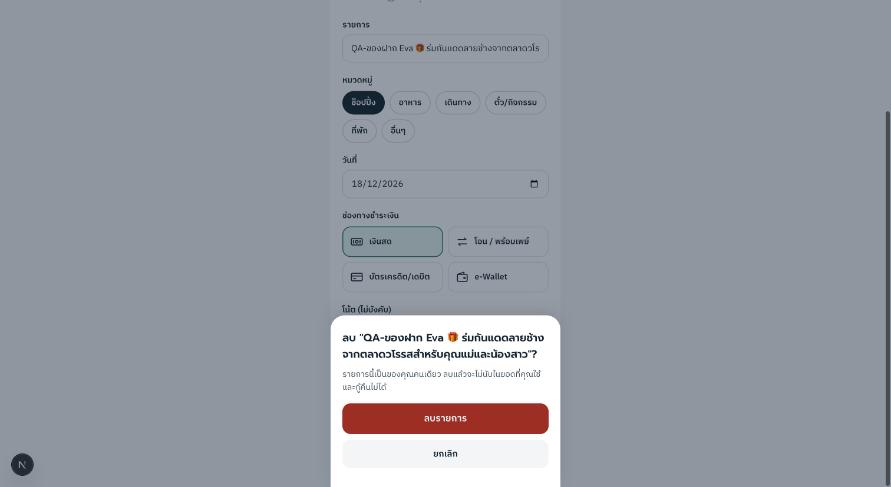 รายการ
QA-ของฝาก Eva 🎁 ร่มกันแดดลายช้างจากตลาดวโร
หมวดหมู่
ช้อปปิ้ง
อาหาร
เดินทาง
ตั๋ว/กิจกรรม
ที่พัก
อื่นๆ
วันที่
18/12/2026
ช่องทางชำระเงิน
เงินสด
โอน / พร้อมเพย์
บัตรเครดิต/เดบิต
e-Wallet
โน้ต (ไม่บังคับ)
ลบ "QA-ของฝาก Eva 🎁 ร่มกันแดดลายช้าง
จากตลาดวโรรสสำหรับคุณแม่และน้องสาว"?
รายการนี้เป็นของคุณคนเดียว ลบแล้วจะไม่นับในยอดที่คุณใช้
และกู้คืนไม่ได้
ลบรายการ
ยกเลิก
N